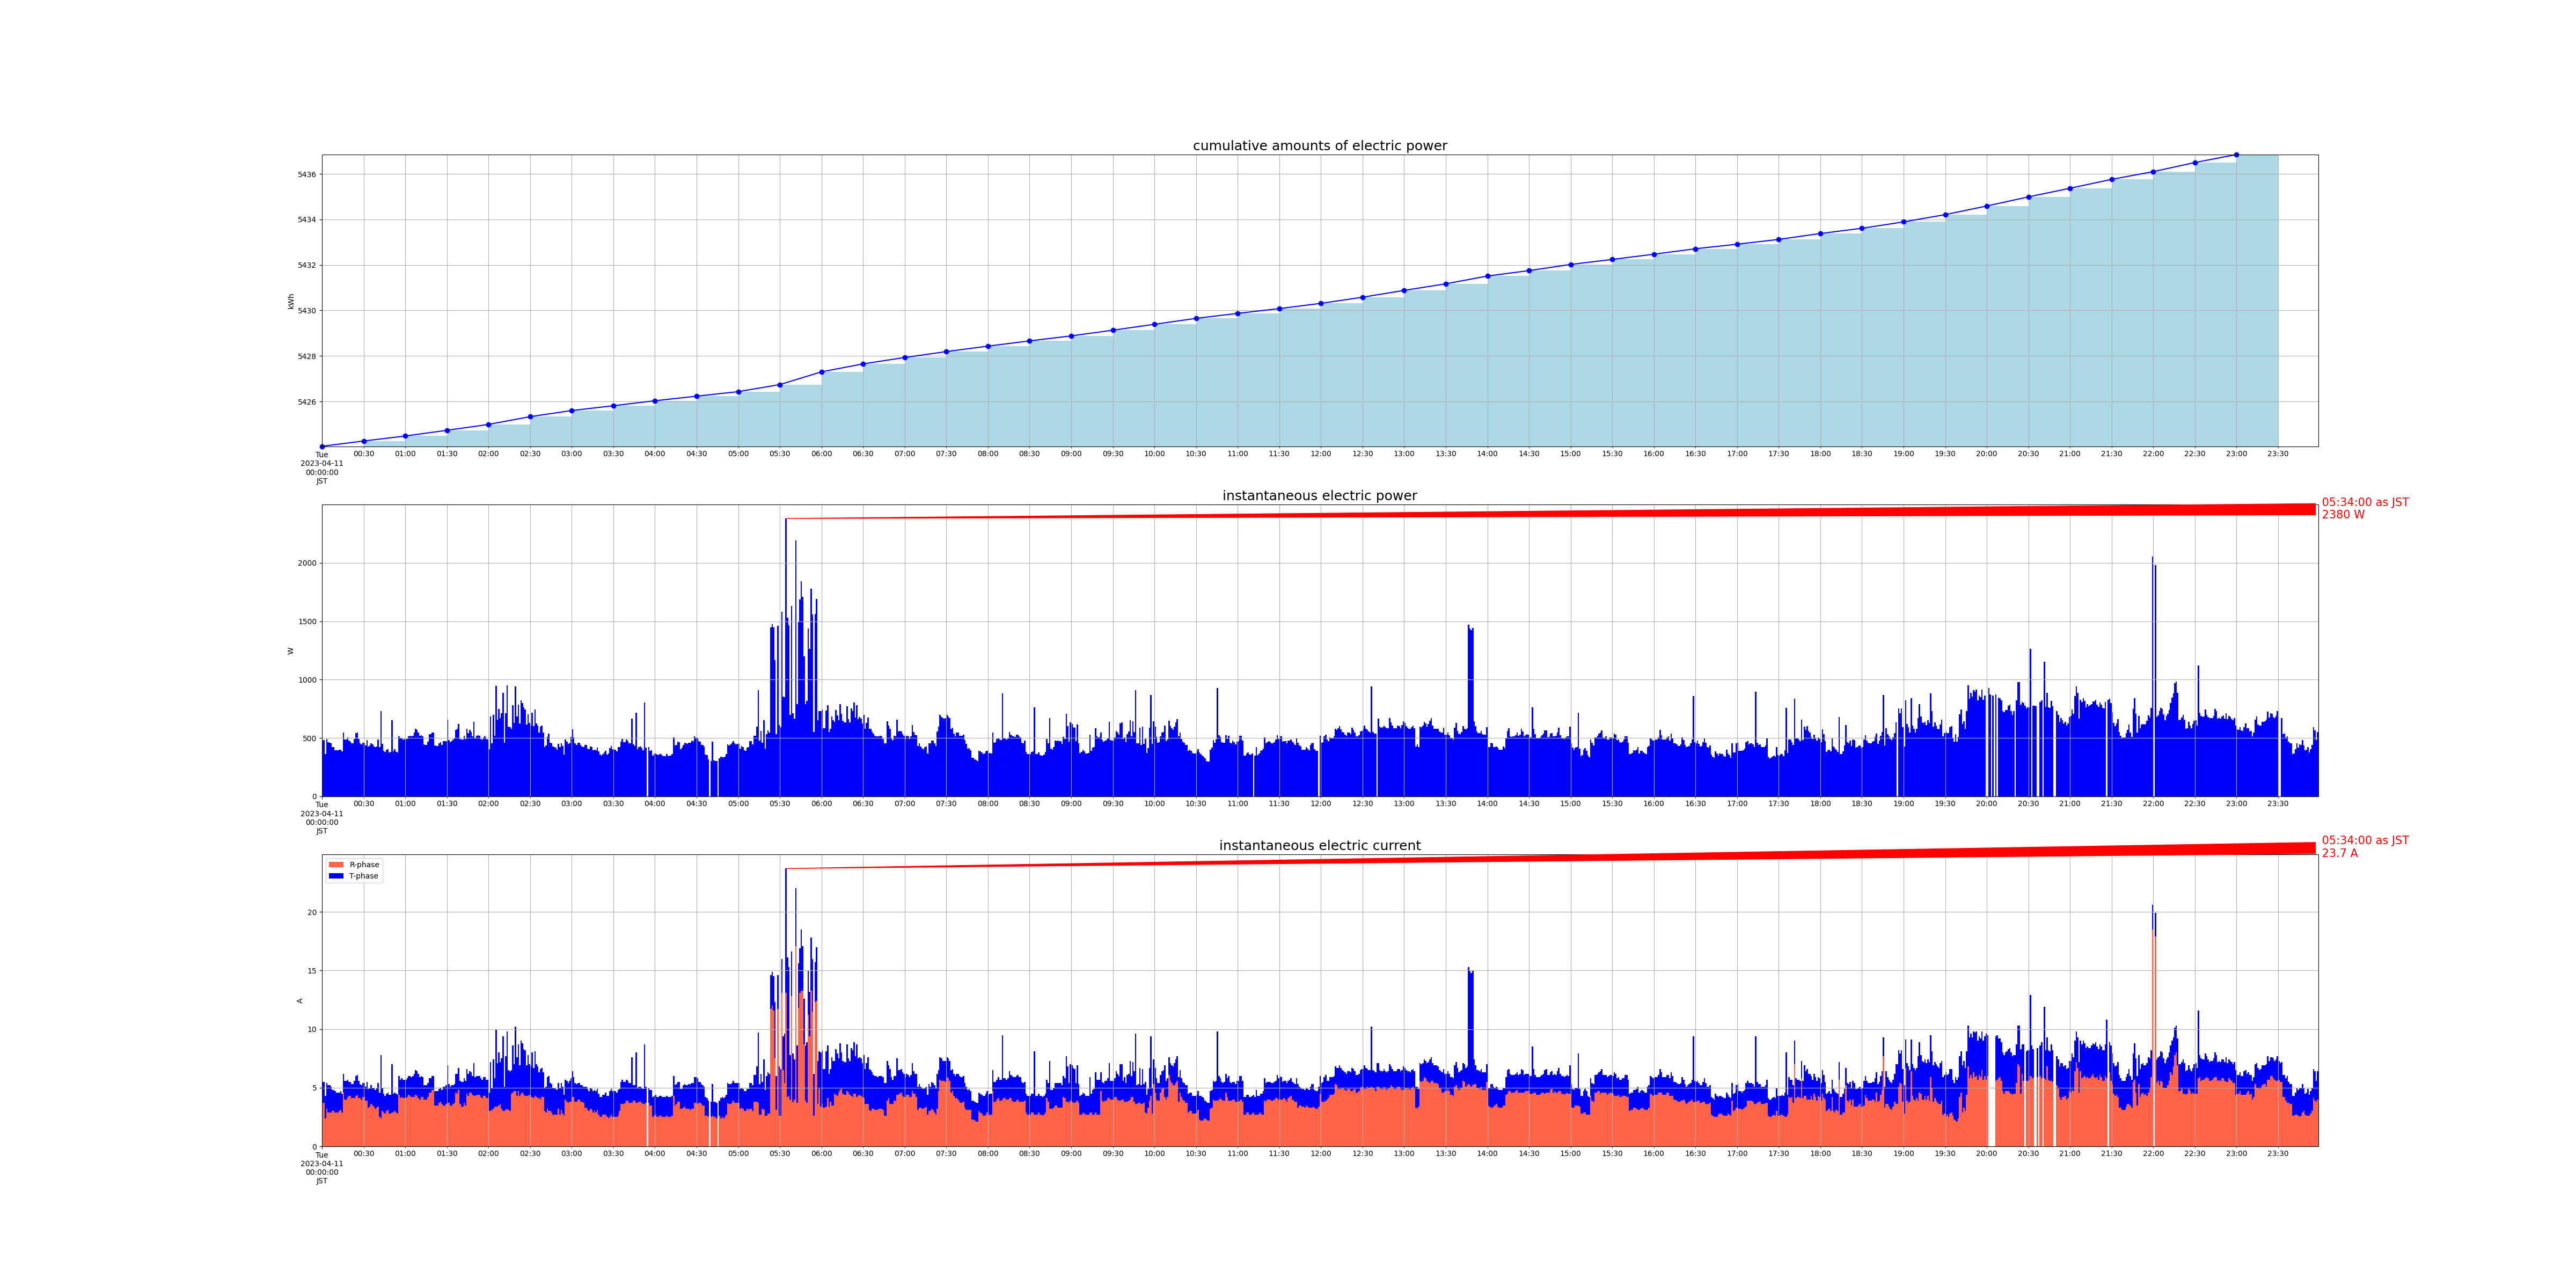 cumulative amounts of electric power
5436
5434
5432
5430
5428
5426
kWh
00:30 01:00 01:30 02:00 02:30 03:00 03:30 04:00 04:30 05:00 05:30 06:00 06:30 07:00 07:30 08:00 08:30 09:00 09:30 10:00 10:30 11:00 11:30 12:00 12:30 13:00 13:30 14:00 14:30 15:00 15:30 16:00 16:30 17:00 17:30 18:00 18:30 19:00 19:30 20:00 20:30 21:00 21:30 22:00 22:30 23:00 23:30
Tue
2023-04-11
00:00:00
JST
instantaneous electric power
05:34:00 as JST
2380 W
2000
1500
1000
500
0
W
00:30 01:00 01:30 02:00 02:30 03:00 03:30 04:00 04:30 05:00 05:30 06:00 06:30 07:00 07:30 08:00 08:30 09:00 09:30 10:00 10:30 11:00 11:30 12:00 12:30 13:00 13:30 14:00 14:30 15:00 15:30 16:00 16:30 17:00 17:30 18:00 18:30 19:00 19:30 20:00 20:30 21:00 21:30 22:00 22:30 23:00 23:30
Tue
2023-04-11
00:00:00
JST
instantaneous electric current
05:34:00 as JST
23.7 A
R-phase
T-phase
20
15
10
5
0
A
00:30 01:00 01:30 02:00 02:30 03:00 03:30 04:00 04:30 05:00 05:30 06:00 06:30 07:00 07:30 08:00 08:30 09:00 09:30 10:00 10:30 11:00 11:30 12:00 12:30 13:00 13:30 14:00 14:30 15:00 15:30 16:00 16:30 17:00 17:30 18:00 18:30 19:00 19:30 20:00 20:30 21:00 21:30 22:00 22:30 23:00 23:30
Tue
2023-04-11
00:00:00
JST